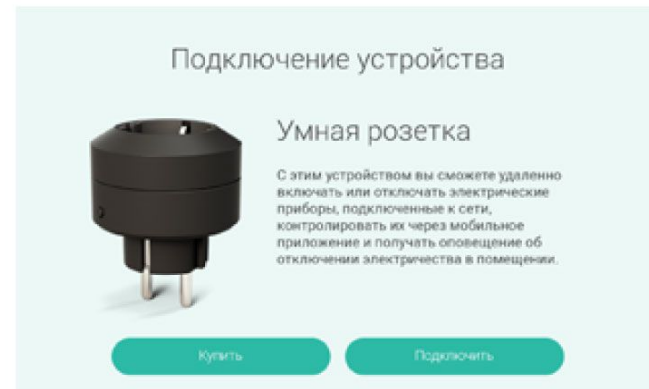 Подключение устройства
Умная розетка
С этим устройством вы сможете удаленно
включать или отключать электрические
приборы, подключенные к сети,
контролировать их через мобильное
приложение и получать оповещение об
отключении электричества в помещении.
Купить
Подключить